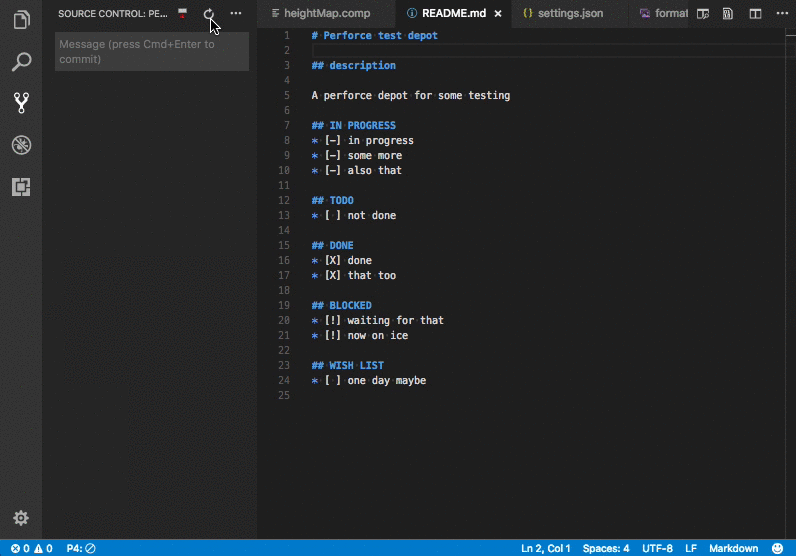 SOURCE CONTROL: PE...
Message (press Cmd+Enter to
commit)
heightMap.comp
README.md
{} settings.json
format
1 # Perforce test depot
2
3 ## description
4
5 A perforce depot for some testing
6
7 ## IN PROGRESS
8 * [-] in progress
9 * [-] some more
10 * [-] also that
11
12 ## TODO
13 * [ ] not done
14
15 ## DONE
16 * [X] done
17 * [X] that too
18
19 ## BLOCKED
20 * [!] waiting for that
21 * [!] now on ice
22
23 ## WISH LIST
24 * [ ] one day maybe
25
0 0 P4: Ln 2, Col 1 Spaces: 4 UTF-8 LF Markdown